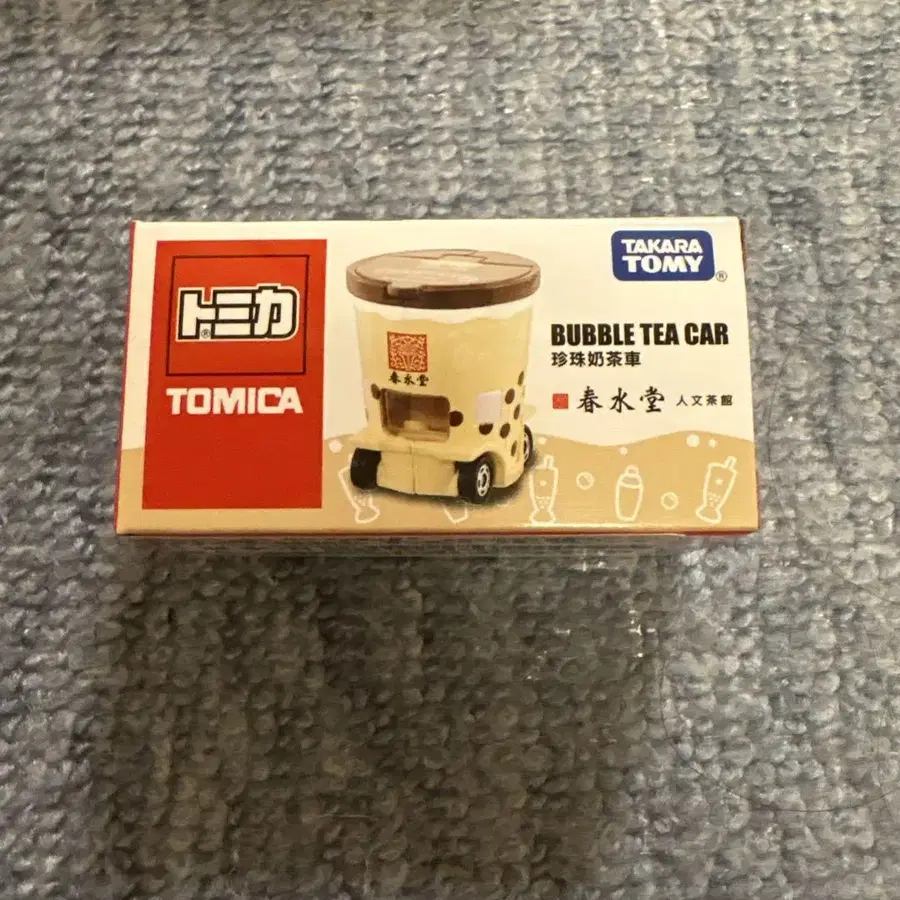 トミカ®
TOMICA
春水堂
TAKARA
TOMY®
BUBBLE TEA CAR
珍珠奶茶車
春水堂 人文茶館